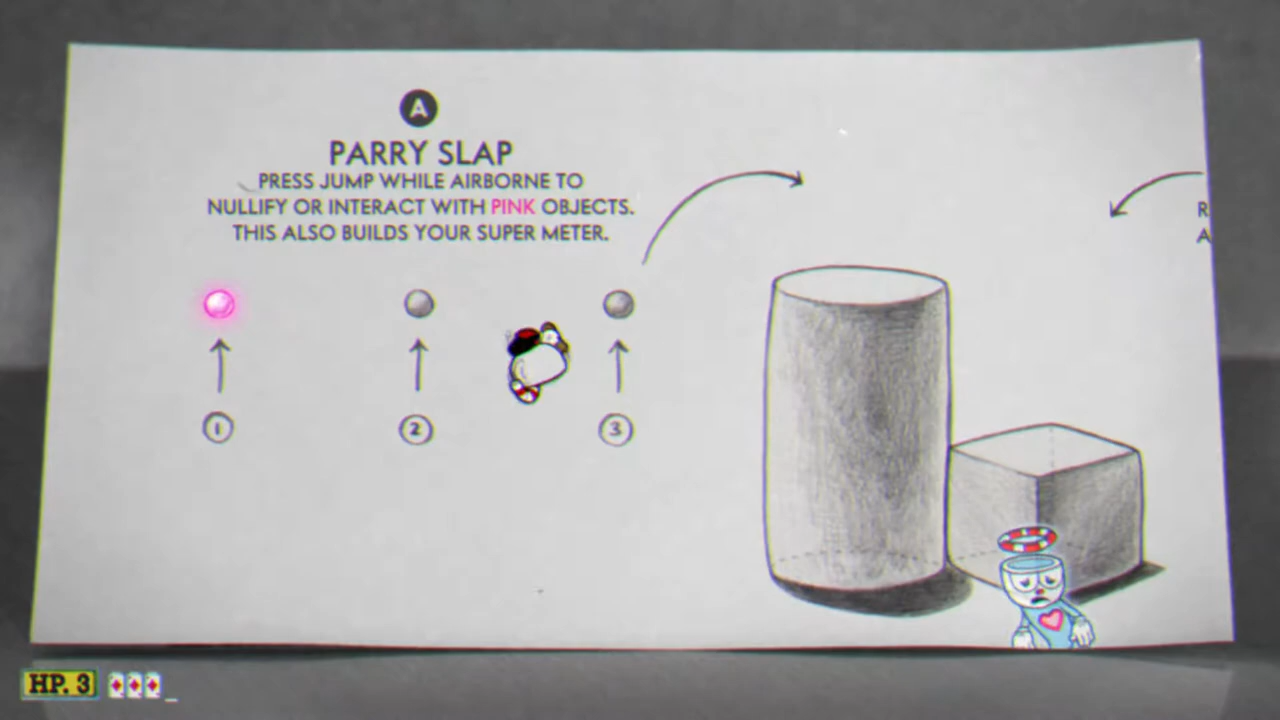 A
PARRY SLAP
PRESS JUMP WHILE AIRBORNE TO
NULLIFY OR INTERACT WITH PINK OBJECTS.
THIS ALSO BUILDS YOUR SUPER METER.
R
A
1 2 3
HP. 3